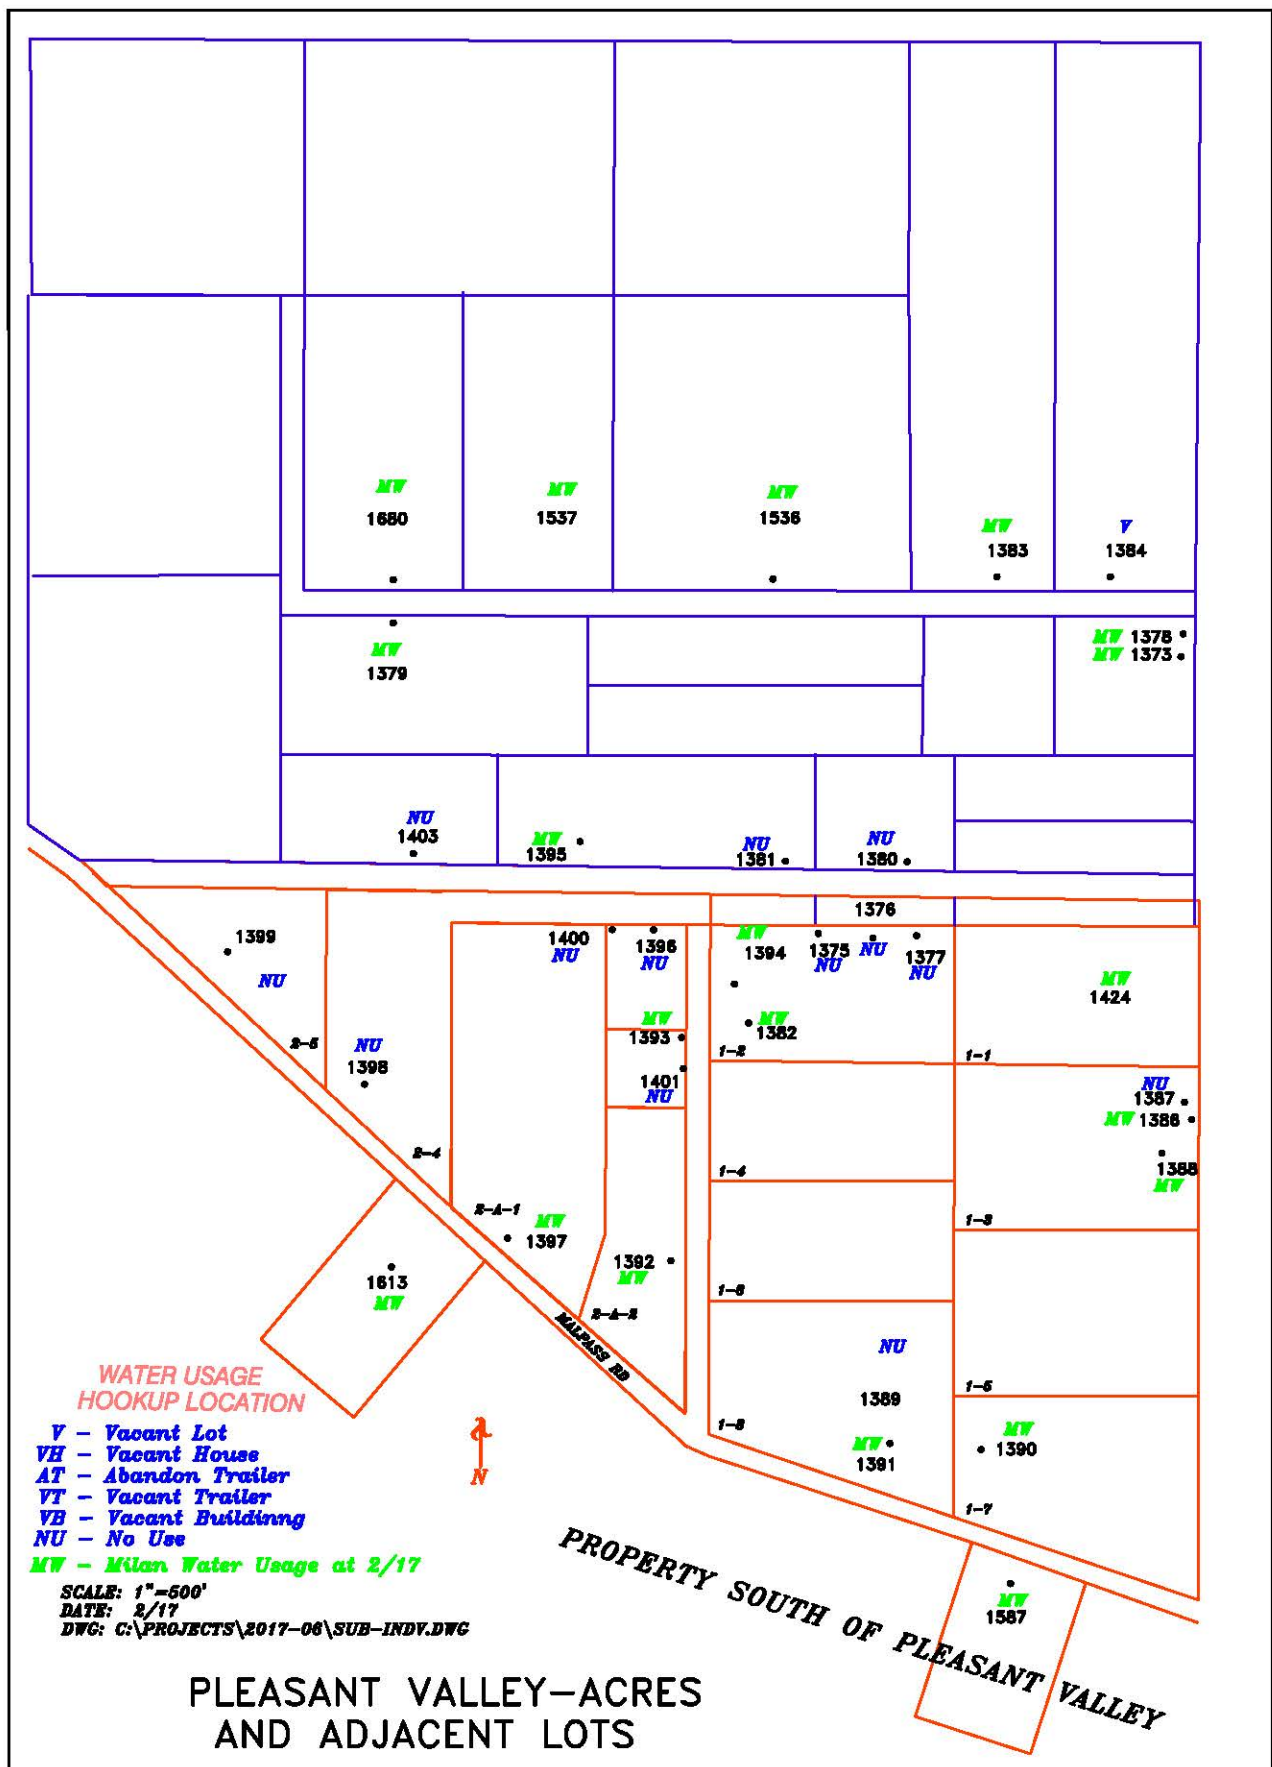 MW
1680
MW
1537
MW
1536
MW
1383
V
1384
MW 1378
MW 1373
MW
1379
NU
1403
MW
1395
NU
1381
NU
1380
1376
1399
NU
1400
NU
1396
NU
MW
1394
1375
NU
NU
1377
NU
MW
1424
MW
1382
MW
1393
1401
NU
2-5
NU
1398
1-2
1-1
NU
1387
MW 1386
1388
MW
2-4
1-4
2-A-1
MW
1397
1392
MW
1-3
1613
MW
1-6
2-A-2
MALPASS RD
NU
1389
1-5
1-8
MW
1391
MW
1390
1-7
WATER USAGE
HOOKUP LOCATION
V - Vacant Lot
VH - Vacant House
AT - Abandon Trailer
VT - Vacant Trailer
VB - Vacant Buildinng
NU - No Use
MW - Milan Water Usage at 2/17
N
SCALE: 1"=500'
DATE: 2/17
DWG: C:\PROJECTS\2017-06\SUB-INDV.DWG
PROPERTY SOUTH OF PLEASANT VALLEY
MW
1587
PLEASANT VALLEY-ACRES
AND ADJACENT LOTS